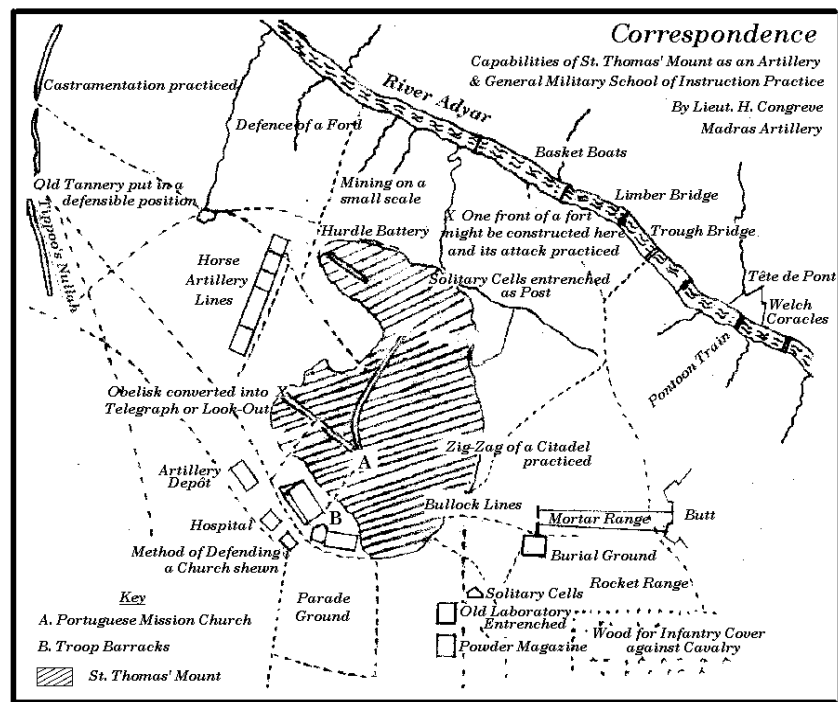 Correspondence
Capabilities of St. Thomas' Mount as an Artillery
& General Military School of Instruction Practice
By Lieut. H. Congreve
Madras Artillery
Castramentation practiced
River Adyar
Defence of a Ford
Basket Boats
Old Tannery put in a
defensible position
Mining on a
small scale
Limber Bridge
Tippoo's Nullah
X One front of a fort
might be constructed here
and its attack practiced
Trough Bridge
Hurdle Battery
Horse
Artillery
Lines
Solitary Cells entrenched
as Post
Tête de Pont
Welch
Coracles
Pontoon Train
Obelisk converted into X
Telegraph or Look-Out
A
Zig-Zag of a Citadel
practiced
Artillery
Depôt
Bullock Lines
Mortar Range
Butt
B
Hospital
Burial Ground
Method of Defending
a Church shewn
Rocket Range
Key
A. Portuguese Mission Church
B. Troop Barracks
St. Thomas' Mount
Parade
Ground
Solitary Cells
Old Laboratory
Entrenched
Powder Magazine
Wood for Infantry Cover
against Cavalry